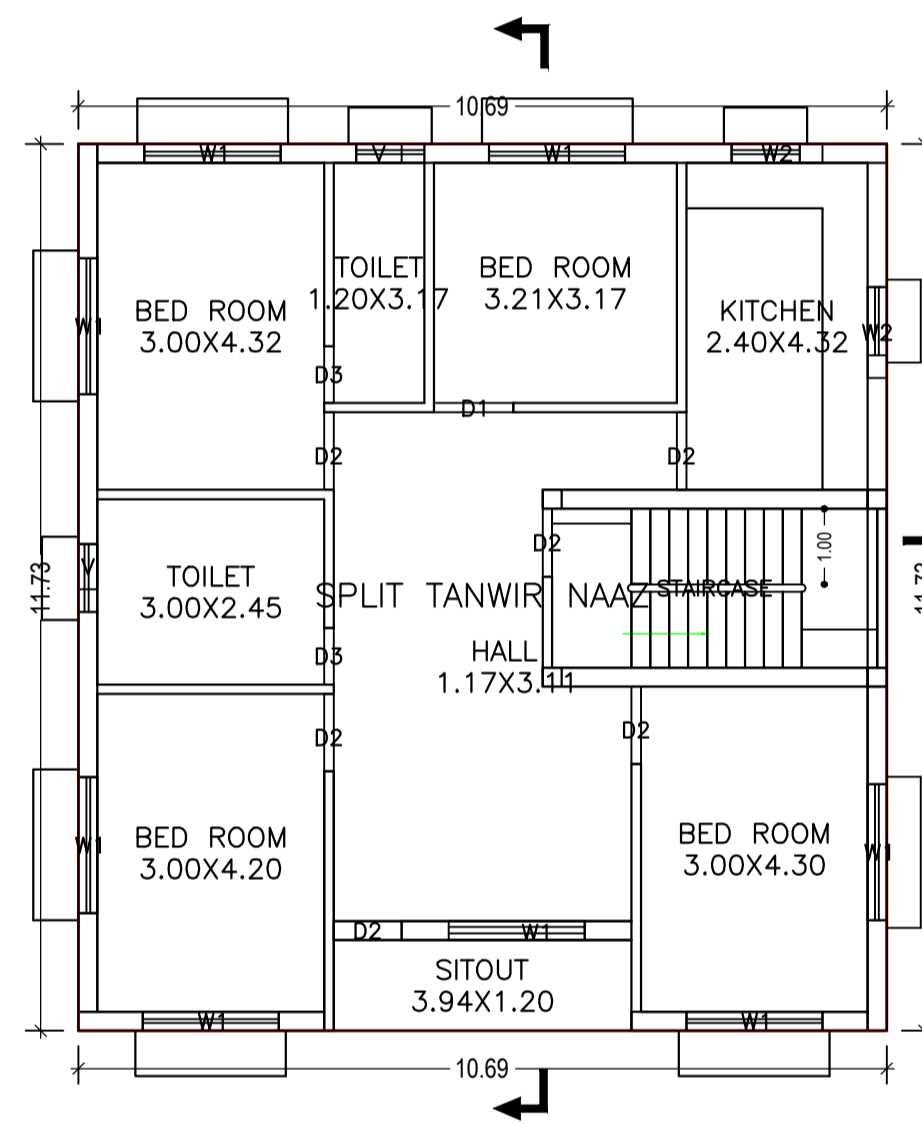 10.69
W1
V
W1
W2
TOILET
1.20X3.17
BED ROOM
3.21X3.17
BED ROOM
3.00X4.32
KITCHEN
2.40X4.32
W1
W2
D3
D1
D2
D2
D2
1.00
11.73
V
TOILET
3.00X2.45
SPLIT TANWIR NAAZ
STAIRCASE
11.73
HALL
1.17X3.11
D3
D2
D2
W1
BED ROOM
3.00X4.20
BED ROOM
3.00X4.30
W1
D2
W1
SITOUT
3.94X1.20
W1
W1
10.69